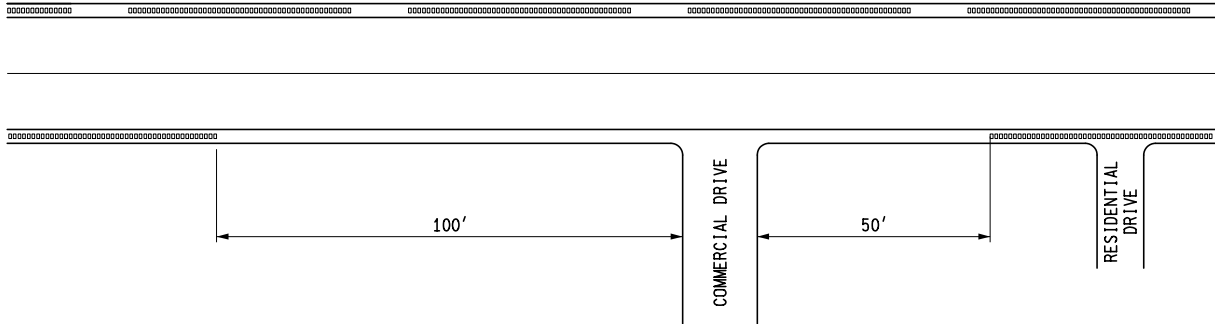 100'
COMMERCIAL DRIVE
50'
RESIDENTIAL
DRIVE